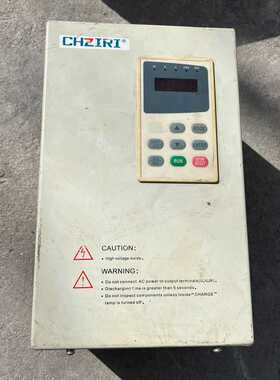 CHZIRI®
RUN
CAUTION:
• High voltage inside.
WARNING:
• Do not connect AC power to output terminals(U,V,W).
• Discharging time is greater than 5 seconds.
• Do not inspect components unless inside "CHARGE"
lamp is turned off.